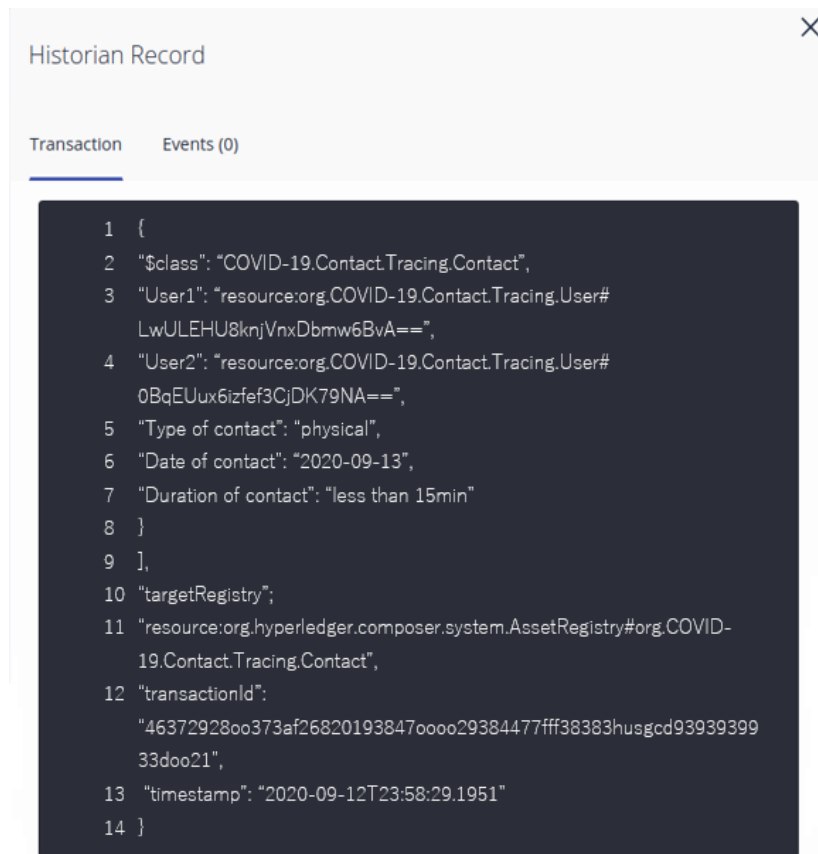 Historian Record
Transaction Events (0)
1 {
2 "$class": “COVID-19.Contact.Tracing.Contact”,
3 “User1”: “resource:org.COVID-19.Contact.Tracing.User#
LwULEHU8knjVnxDbmw6BvA==”,
4 “User2”: “resource:org.COVID-19.Contact.Tracing.User#
0BqEUux6izfef3CjDK79NA==”,
5 “Type of contact”: “physical”,
6 “Date of contact”: “2020-09-13”,
7 “Duration of contact”: “less than 15min”
8 }
9 ],
10 “targetRegistry”;
11 “resource:org.hyperledger.composer.system.AssetRegistry#org.COVID-
19.Contact.Tracing.Contact”,
12 “transactionId”:
“46372928oo373af26820193847oooo29384477fff38383husgcd93939399
33doo21”,
13 “timestamp”: “2020-09-12T23:58:29.1951”
14 }